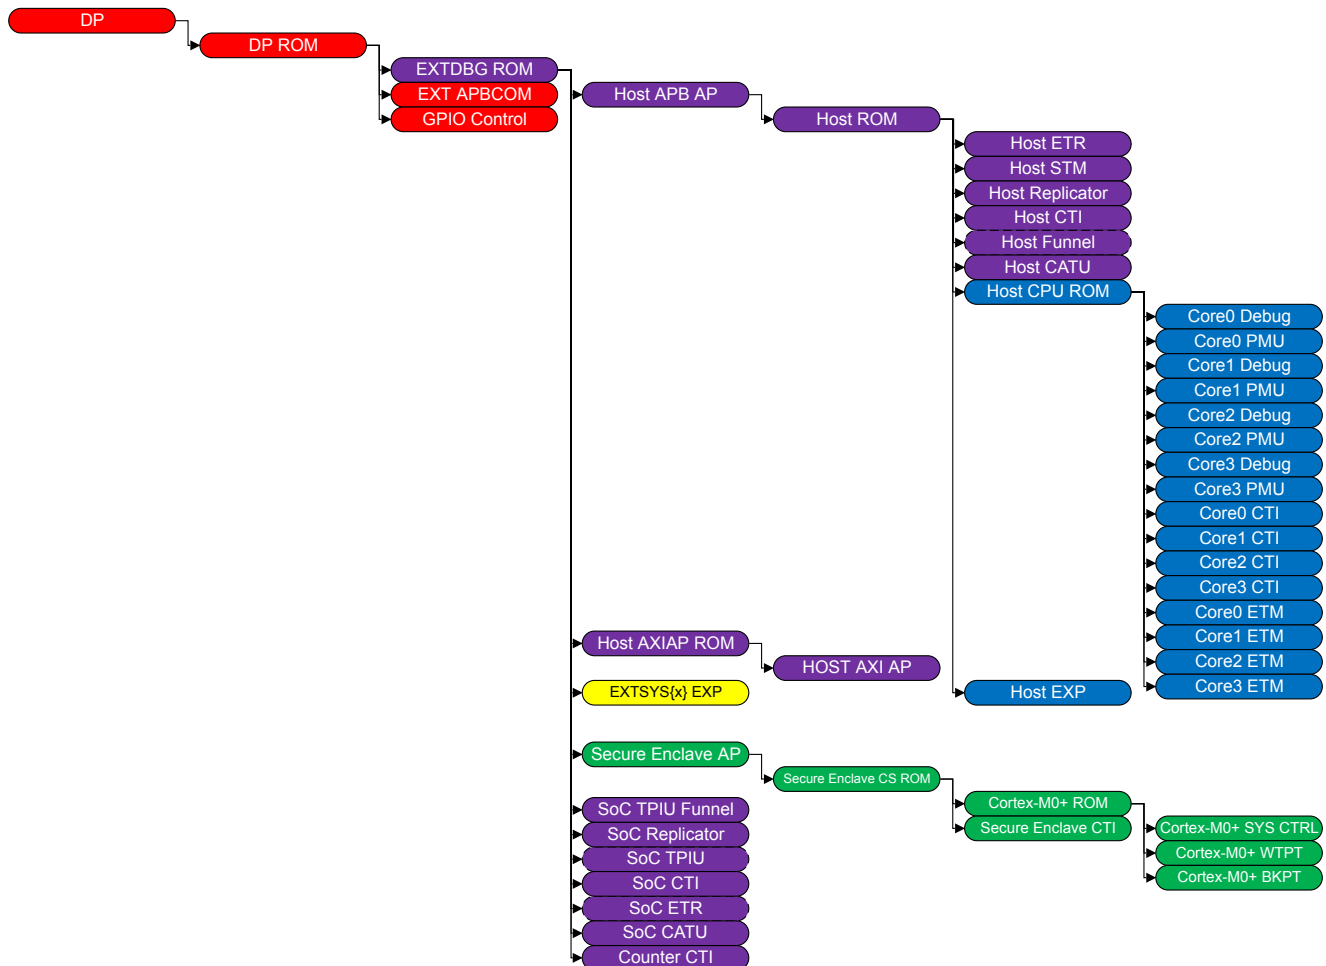 DP
DP ROM
EXTDBG ROM
EXT APBCOM
GPIO Control
Host APB AP
Host ROM
Host ETR
Host STM
Host Replicator
Host CTI
Host Funnel
Host CATU
Host CPU ROM
Core0 Debug
Core0 PMU
Core1 Debug
Core1 PMU
Core2 Debug
Core2 PMU
Core3 Debug
Core3 PMU
Core0 CTI
Core1 CTI
Core2 CTI
Core3 CTI
Core0 ETM
Core1 ETM
Core2 ETM
Core3 ETM
Host AXIAP ROM
HOST AXI AP
EXTSYS{x} EXP
Host EXP
Secure Enclave AP
Secure Enclave CS ROM
Cortex-M0+ ROM
Secure Enclave CTI
Cortex-M0+ SYS CTRL
Cortex-M0+ WTPT
Cortex-M0+ BKPT
SoC TPIU Funnel
SoC Replicator
SoC TPIU
SoC CTI
SoC ETR
SoC CATU
Counter CTI